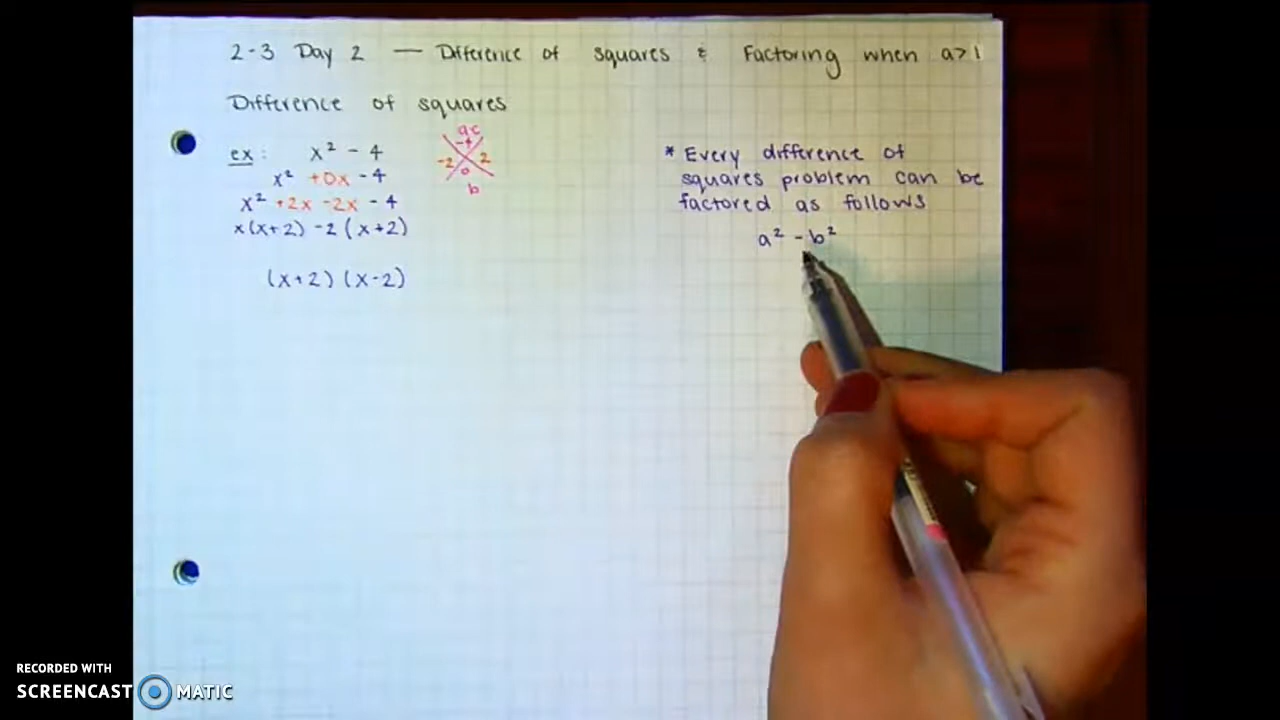 2-3 Day 2 — Difference of squares & Factoring when a>1
Difference of squares
ex: x² - 4
x² +0x -4
x² +2x -2x -4
x(x+2) -2(x+2)
(x+2)(x-2)
ac
-4
-2 2
0
b
* Every difference of
squares problem can be
factored as follows
a² - b²
RECORDED WITH
SCREENCAST MATIC